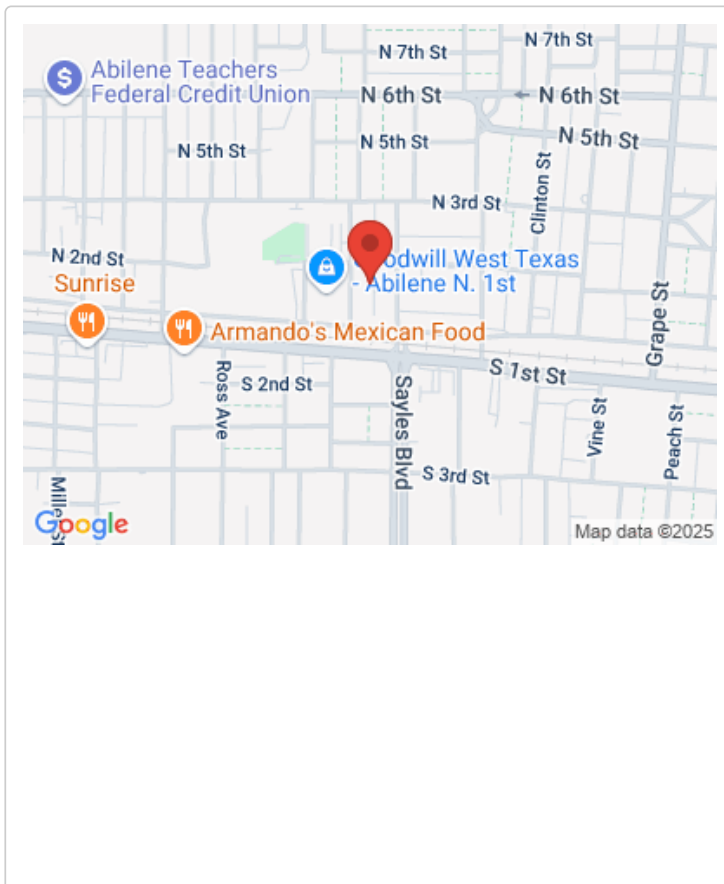 N 7th St
N 7th St
Abilene Teachers
Federal Credit Union
N 6th St
N 6th St
N 5th St
N 5th St
N 5th St
N 3rd St
Clinton St
N 2nd St
Goodwill West Texas
- Abilene N. 1st
Sunrise
Armando's Mexican Food
Grape St
S 1st St
Ross Ave
S 2nd St
Sayles Blvd
Vine St
Peach St
S 3rd St
Google
Map data ©2025